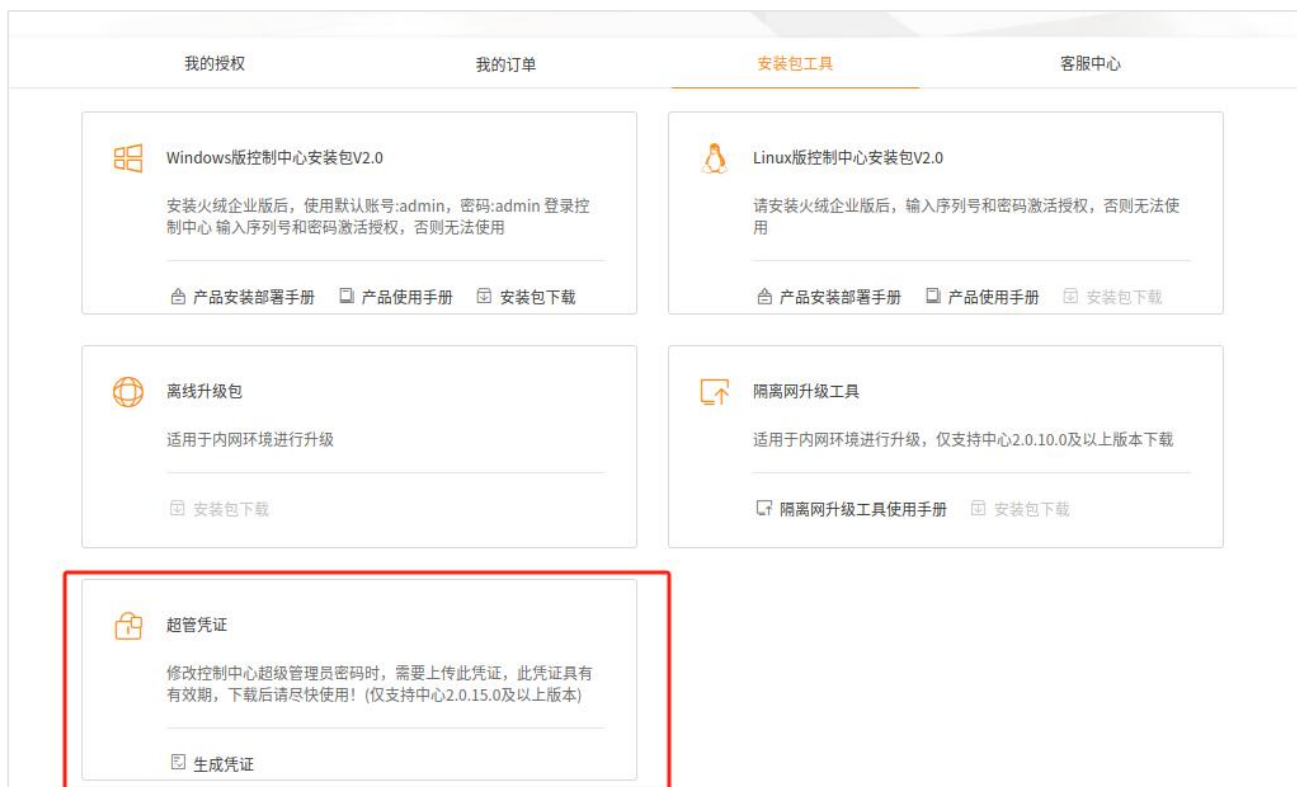 我的授权
我的订单
安装包工具
客服中心
Windows版控制中心安装包V2.0
安装火绒企业版后，使用默认账号:admin，密码:admin 登录控
制中心 输入序列号和密码激活授权，否则无法使用
产品安装部署手册 产品使用手册 安装包下载
Linux版控制中心安装包V2.0
请安装火绒企业版后，输入序列号和密码激活授权，否则无法使
用
产品安装部署手册 产品使用手册 安装包下载
离线升级包
适用于内网环境进行升级
安装包下载
隔离网升级工具
适用于内网环境进行升级，仅支持中心2.0.10.0及以上版本下载
隔离网升级工具使用手册 安装包下载
超管凭证
修改控制中心超级管理员密码时，需要上传此凭证，此凭证具有
有效期，下载后请尽快使用！(仅支持中心2.0.15.0及以上版本)
生成凭证